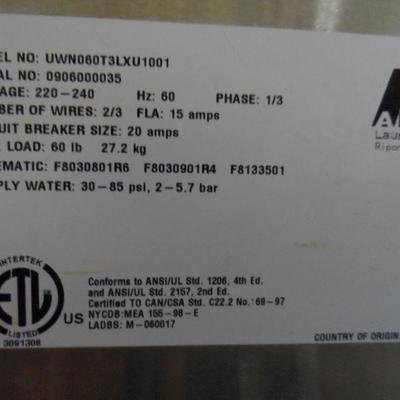 EL NO: UWN060T3LXU1001
AL NO: 0906000035
AGE: 220-240 Hz: 60 PHASE: 1/3
BER OF WIRES: 2/3 FLA: 15 amps
UIT BREAKER SIZE: 20 amps
LOAD: 60 lb 27.2 kg
EMATIC: F8030801R6 F8030901R4 F8133501
PLY WATER: 30-85 psi, 2-5.7 bar
Laun
Ripon
INTERTEK
ETL
LISTED
3091308
US
Conforms to ANSI/UL Std. 1206, 4th Ed.
and ANSI/UL Std. 2157, 2nd Ed.
Certified TO CAN/CSA Std. C22.2 No.:69-97
NYCDB:MEA 155-98-E
LADBS: M-060017
COUNTRY OF ORIGIN